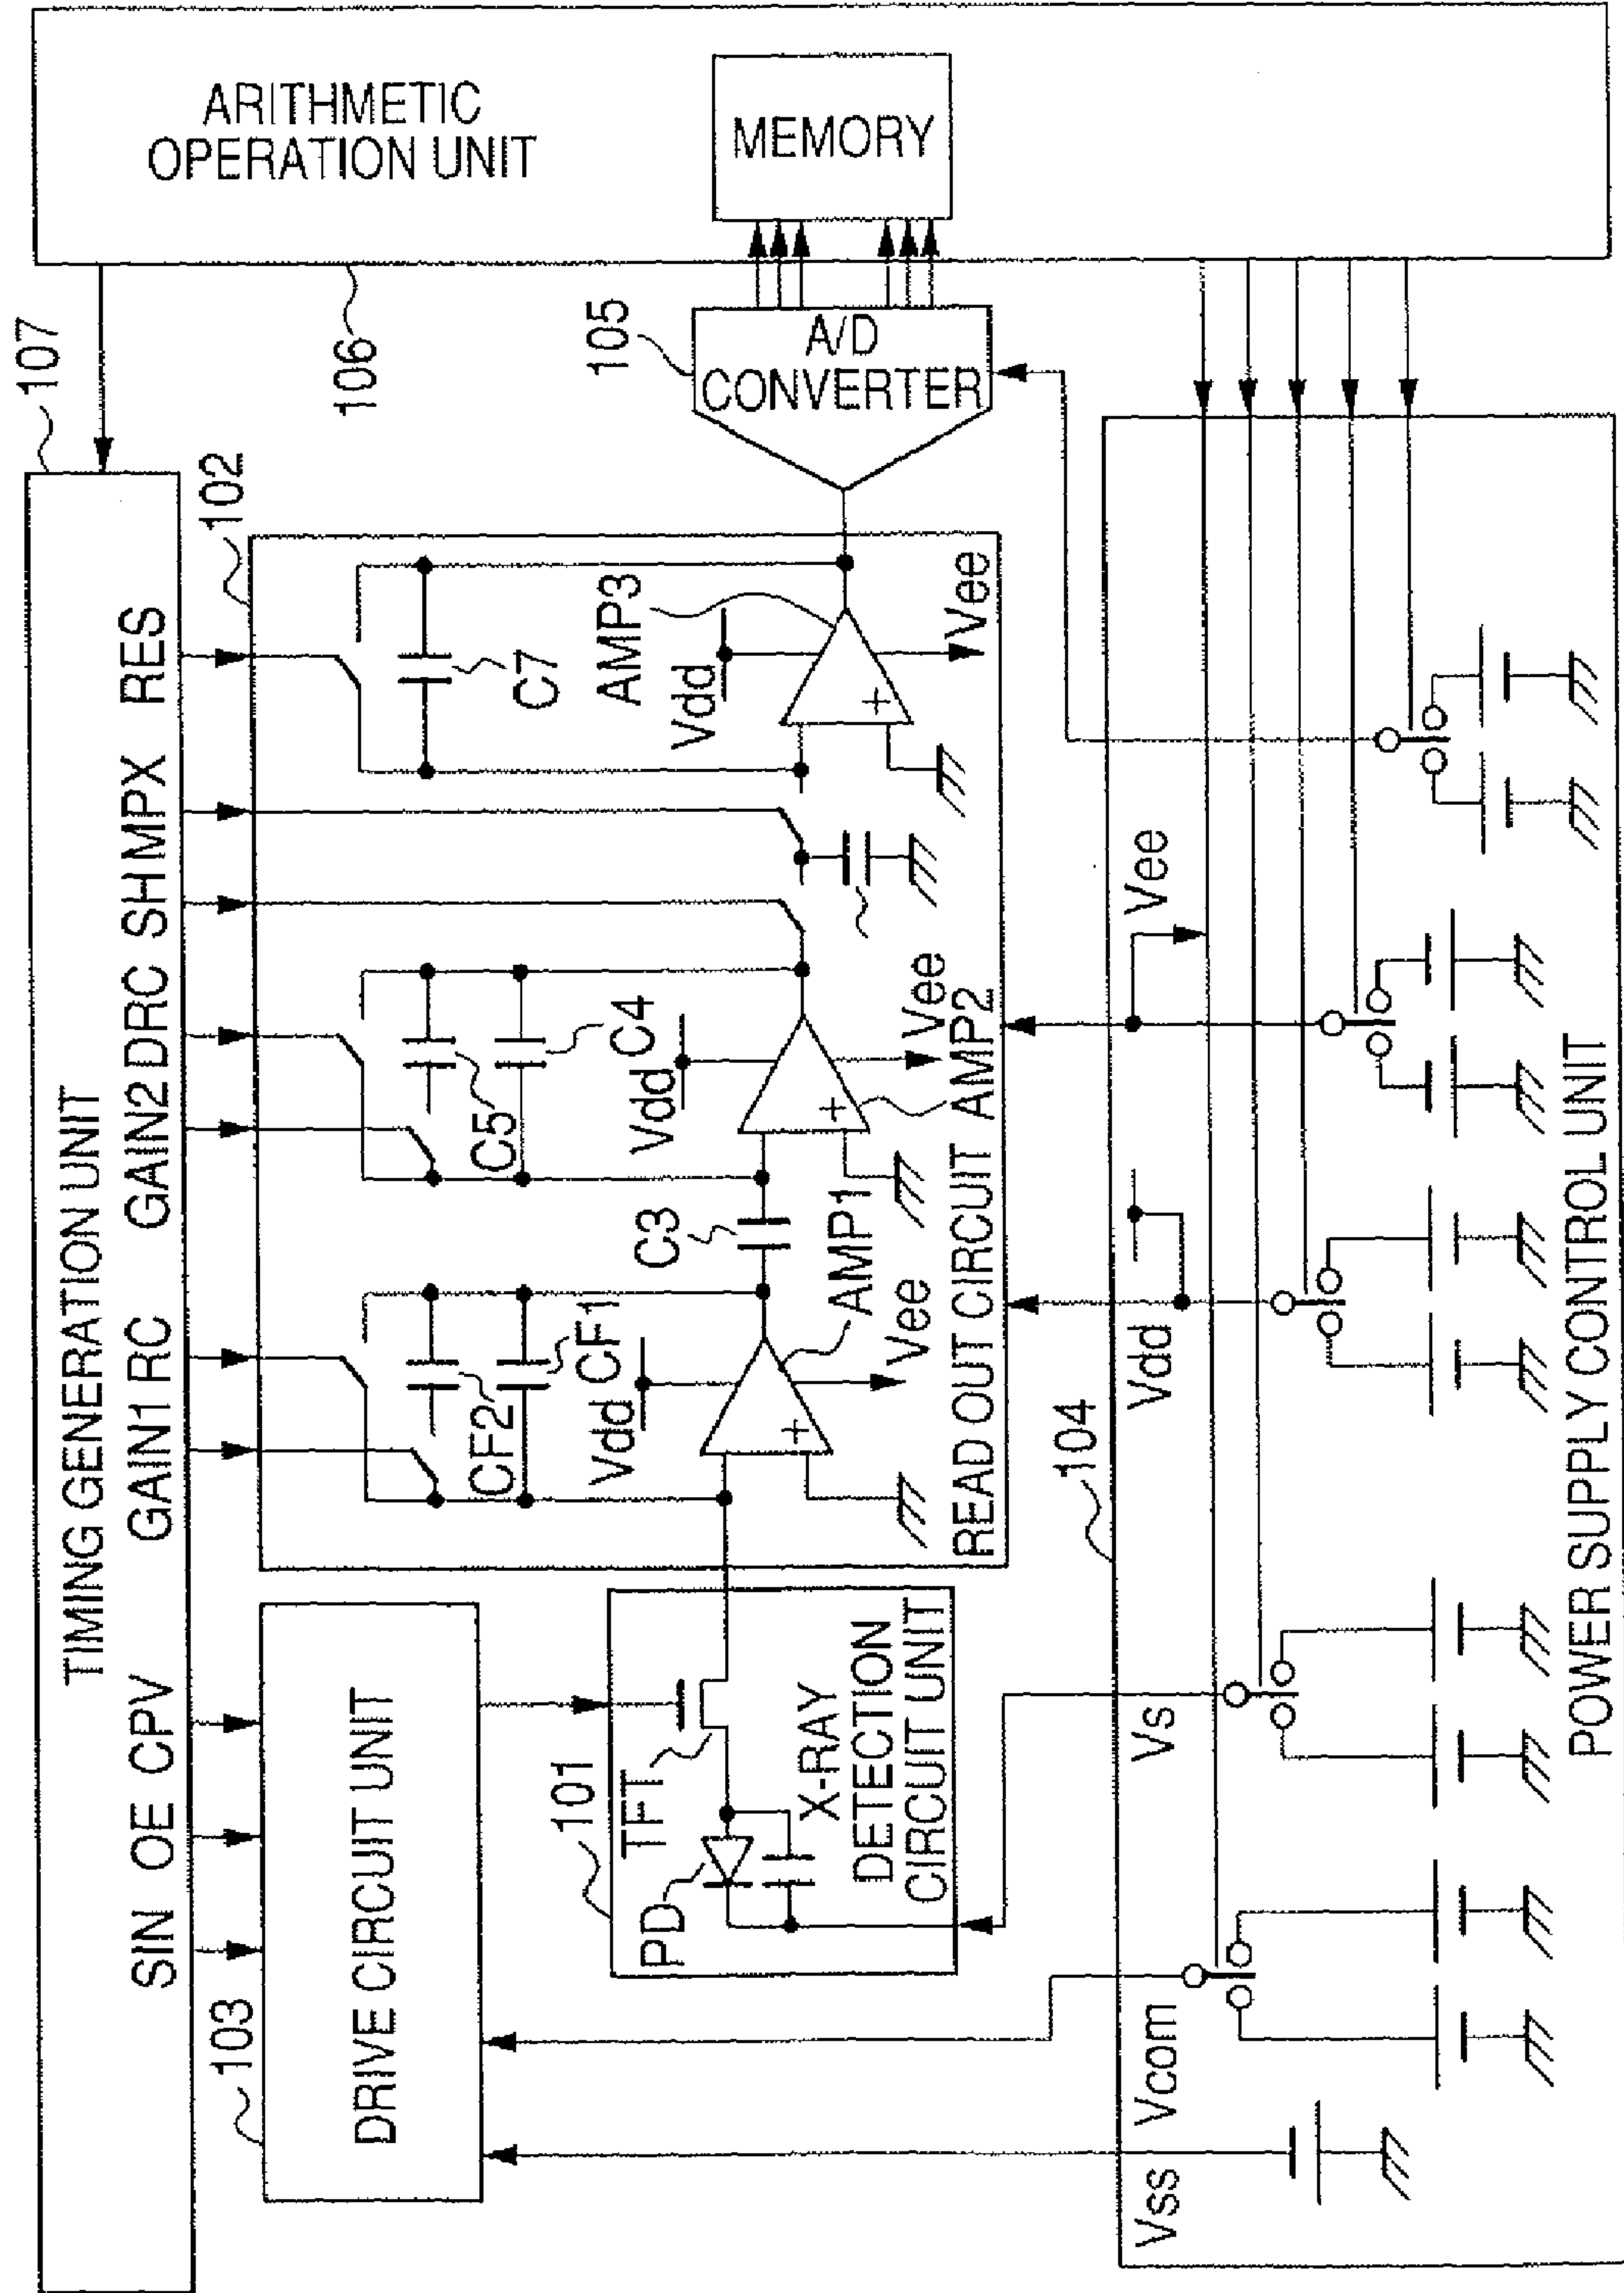 TIMING GENERATION UNIT
107
SIN OE CPV GAIN1 RC GAIN2 DRC SH MPX RES
ARITHMETIC
OPERATION UNIT
106
MEMORY
103
DRIVE CIRCUIT UNIT
102
C7
AMP3
Vdd
Vee
C5
C4
Vdd
Vee
AMP2
CF2
CF1
C3
Vdd
Vee
AMP1
READ OUT CIRCUIT
105
A/D
CONVERTER
101
TFT
PD
X-RAY
DETECTION
CIRCUIT UNIT
104
Vss
Vcom
Vs
Vdd
Vee
POWER SUPPLY CONTROL UNIT